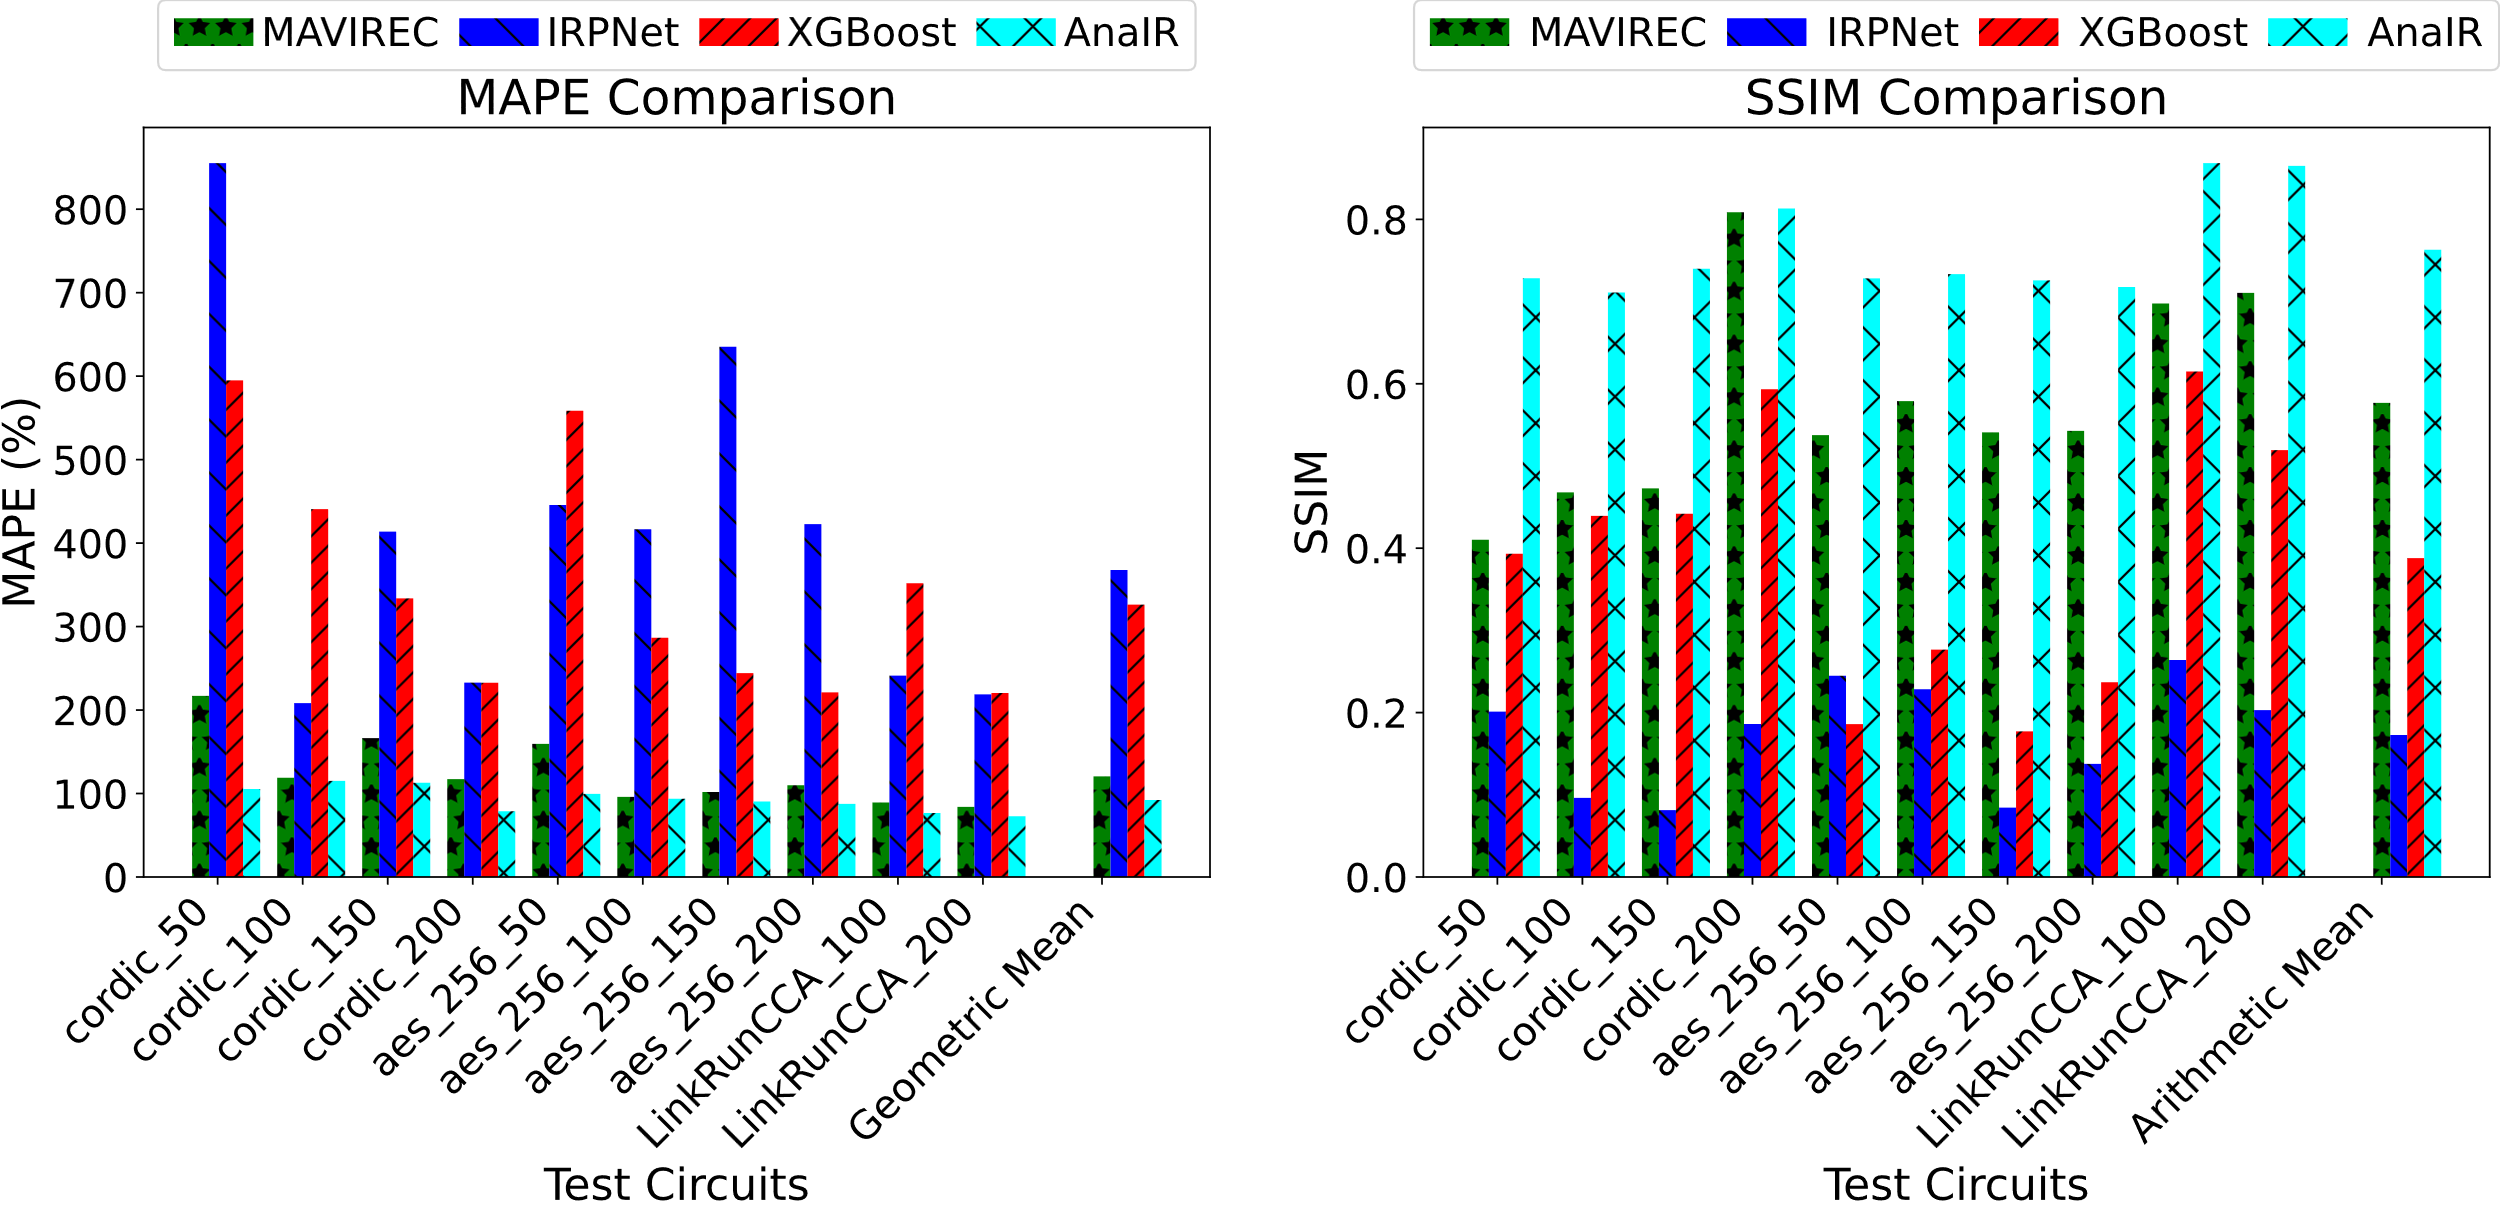 MAVIREC IRPNet XGBoost AnaIR
MAPE Comparison
MAPE (%)
800
700
600
500
400
300
200
100
0
cordic_50
cordic_100
cordic_150
cordic_200
aes_256_50
aes_256_100
aes_256_150
aes_256_200
LinkRunCCA_100
LinkRunCCA_200
Geometric Mean
Test Circuits
MAVIREC IRPNet XGBoost AnaIR
SSIM Comparison
SSIM
0.8
0.6
0.4
0.2
0.0
cordic_50
cordic_100
cordic_150
cordic_200
aes_256_50
aes_256_100
aes_256_150
aes_256_200
LinkRunCCA_100
LinkRunCCA_200
Arithmetic Mean
Test Circuits